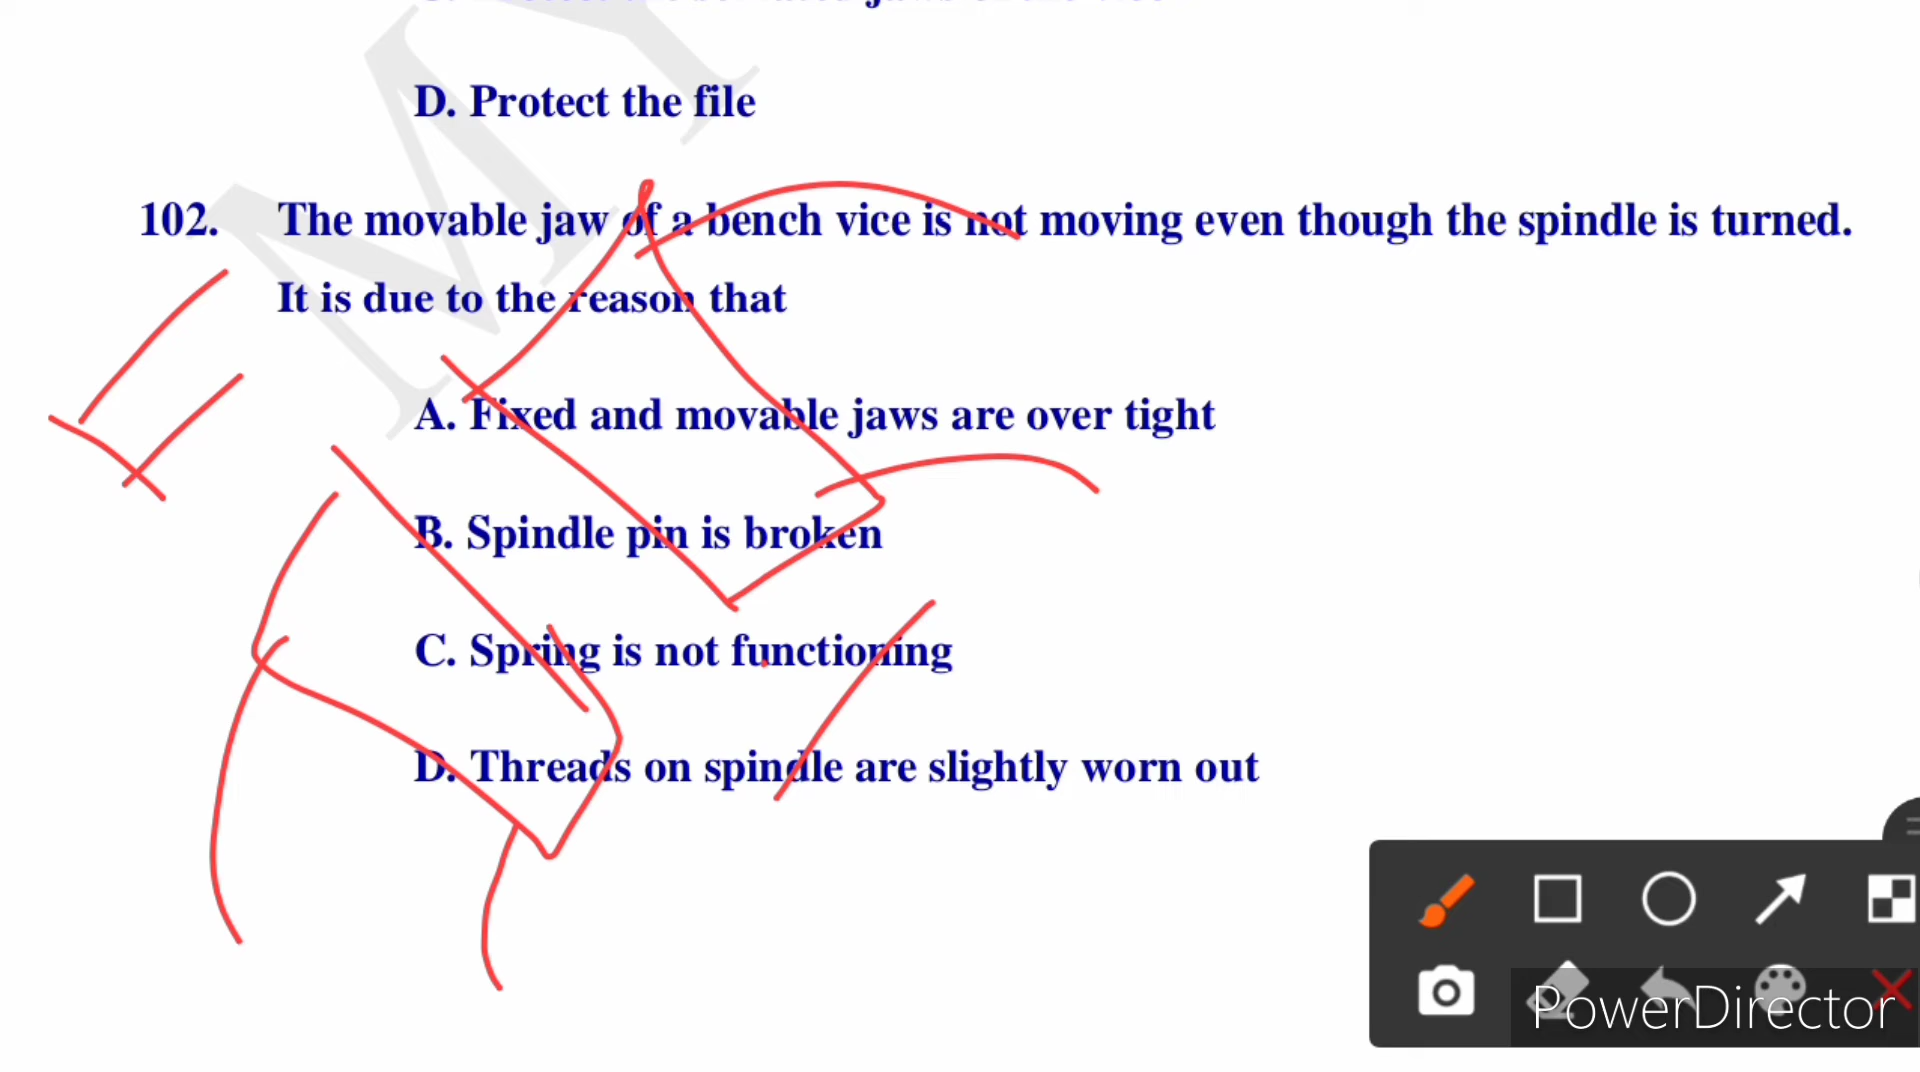 D. Protect the file
102. The movable jaw of a bench vice is not moving even though the spindle is turned.
It is due to the reason that
A. Fixed and movable jaws are over tight
B. Spindle pin is broken
C. Spring is not functioning
D. Threads on spindle are slightly worn out
PowerDirector